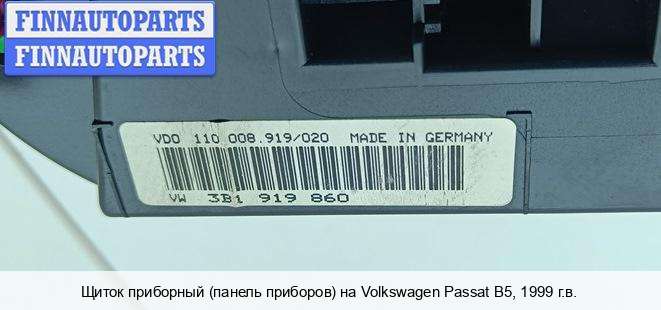 FINNAUTOPARTS
FINNAUTOPARTS
VDO 110 008.919/020 MADE IN GERMANY
VW 3B1 919 860
Щиток приборный (панель приборов) на Volkswagen Passat B5, 1999 г.в.